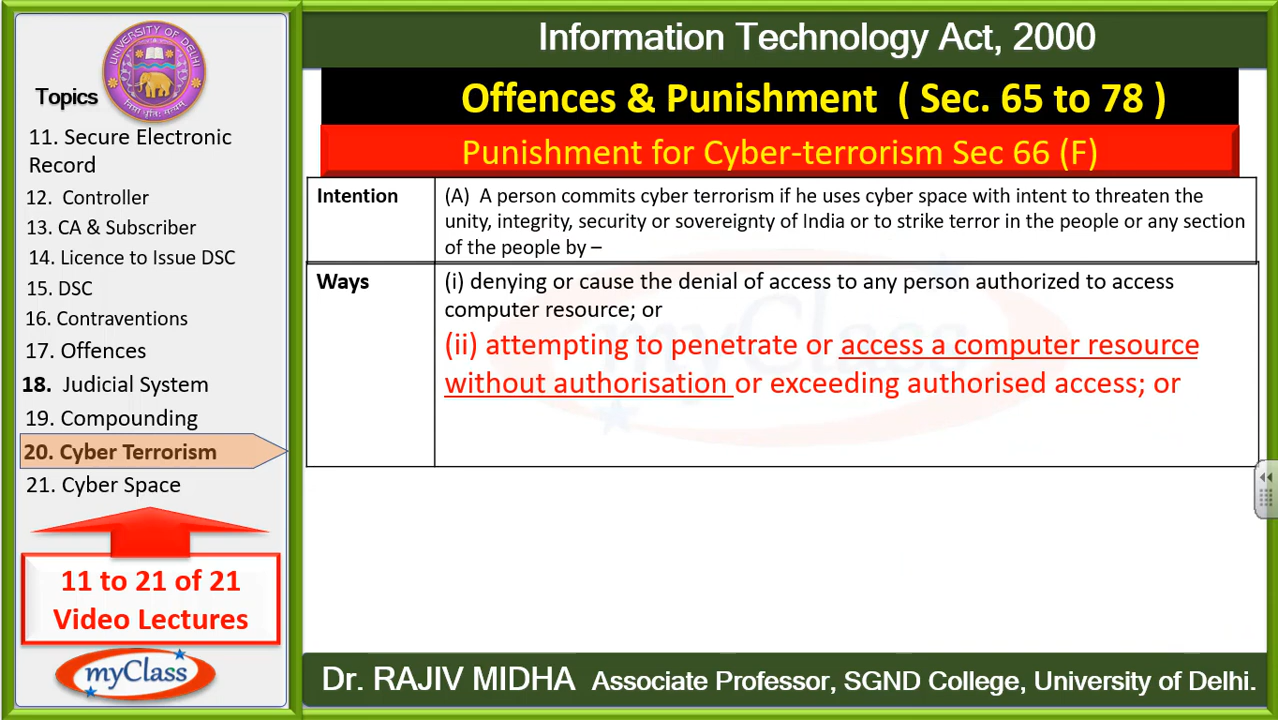 Information Technology Act, 2000
UNIVERSITY OF DELHI
Topics
11. Secure Electronic
Record
12. Controller
13. CA & Subscriber
14. Licence to Issue DSC
15. DSC
16. Contraventions
17. Offences
18. Judicial System
19. Compounding
20. Cyber Terrorism
21. Cyber Space
11 to 21 of 21
Video Lectures
myClass
Offences & Punishment ( Sec. 65 to 78 )
Punishment for Cyber-terrorism Sec 66 (F)
Intention
(A) A person commits cyber terrorism if he uses cyber space with intent to threaten the
unity, integrity, security or sovereignty of India or to strike terror in the people or any section
of the people by –
Ways
(i) denying or cause the denial of access to any person authorized to access
computer resource; or
(ii) attempting to penetrate or access a computer resource
without authorisation or exceeding authorised access; or
myClass
Dr. RAJIV MIDHA Associate Professor, SGND College, University of Delhi.